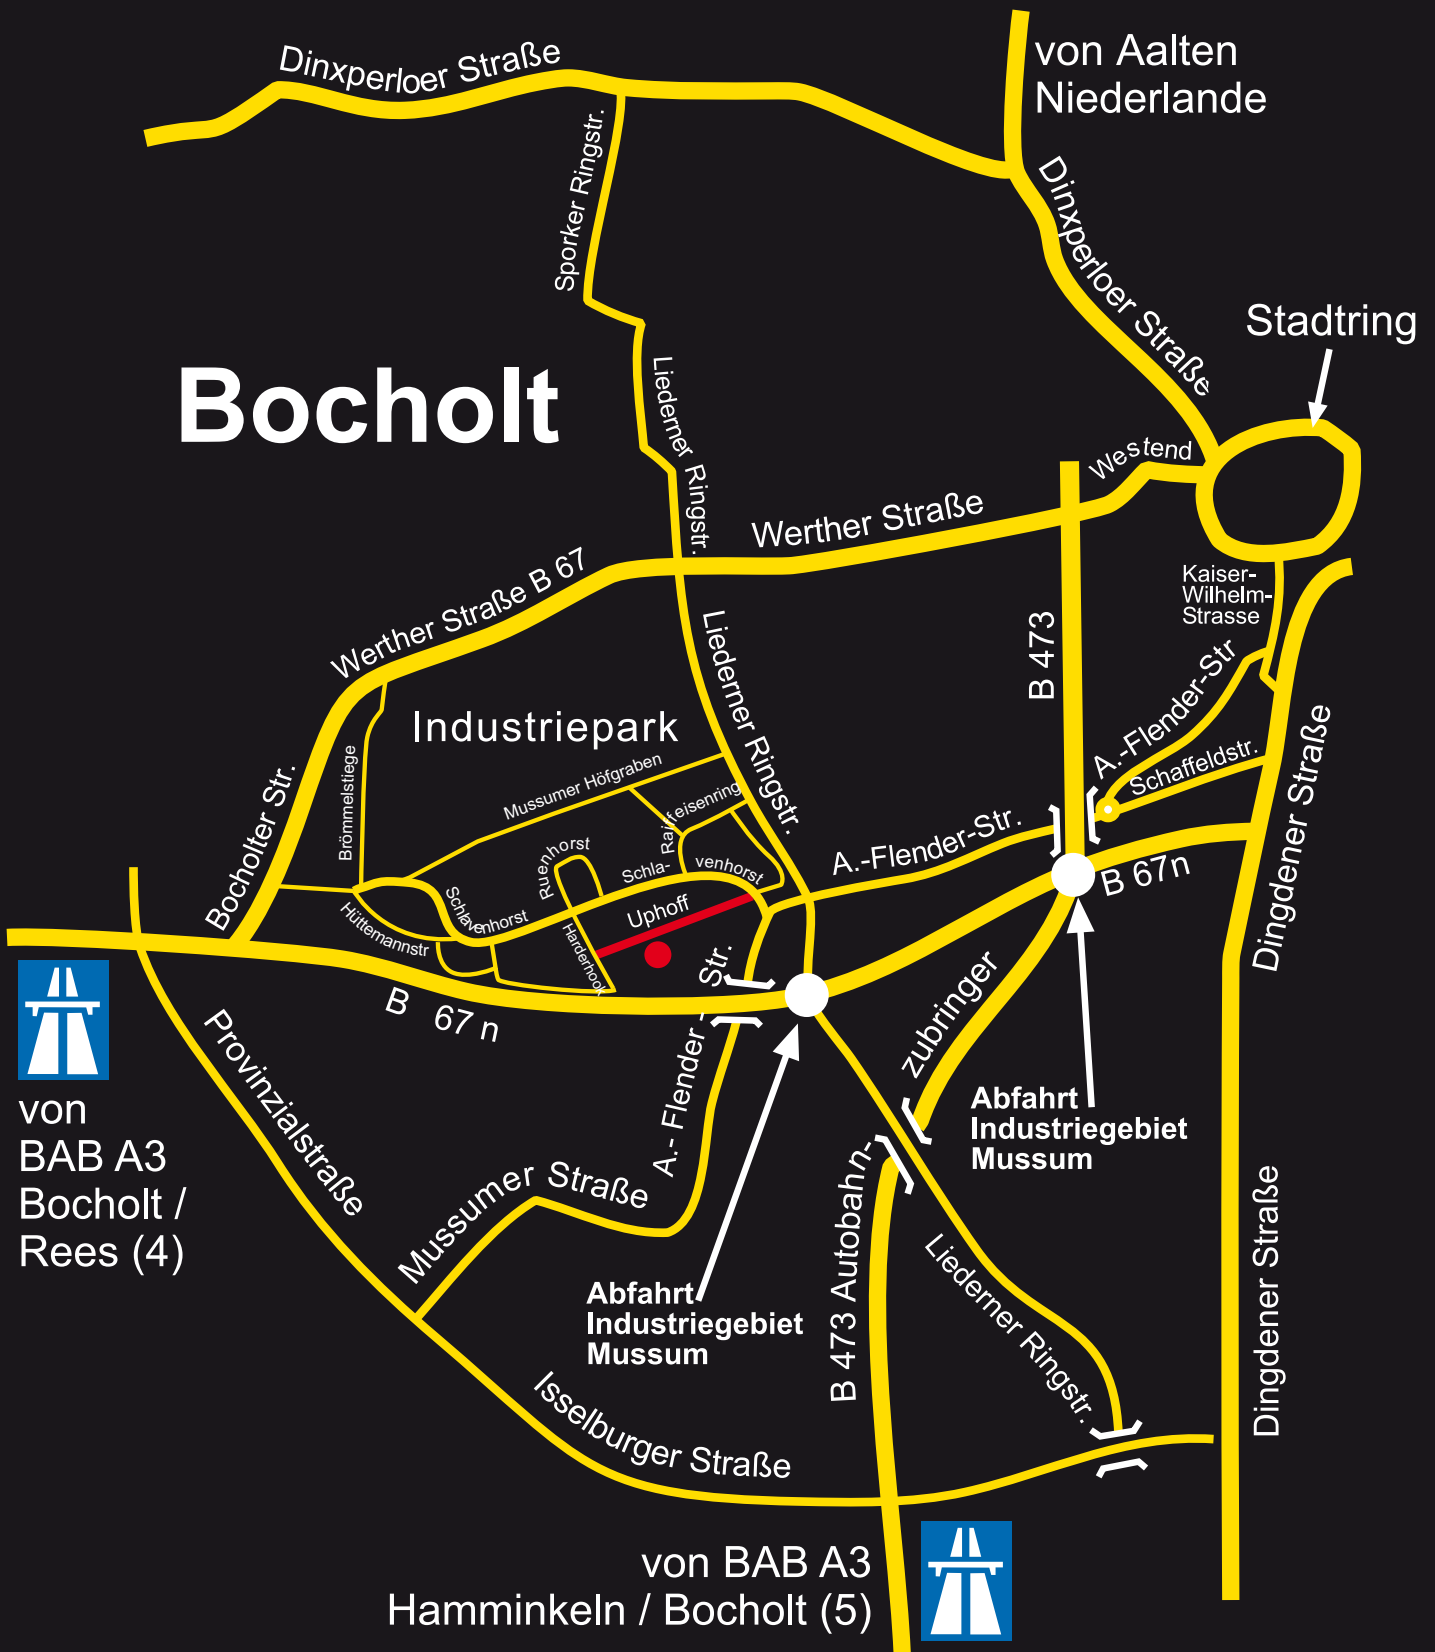 Dinxperloer Straße
von Aalten
Niederlande
Sporker Ringstr.
Dinxperloer Straße
Stadtring
Bocholt
Liederner Ringstr.
Westend
Werther Straße
Werther Straße B 67
Kaiser-
Wilhelm-
Strasse
B 473
Liederner Ringstr.
A.-Flender-Str
Industriepark
Schaffeldstr.
Dingdener Straße
Brömmelstiege
Mussumer Höfgraben
Raiffeisenring
Bocholter Str.
Ruenhorst
Schla-
venhorst
A.-Flender-Str.
B 67n
Schlavenhorst
Hüttemannstr
Uphoff
Harderhook
B 67 n
A.- Flender - Str.
zubringer
Provinzialstraße
von
BAB A3
Bocholt /
Rees (4)
Abfahrt
Industriegebiet
Mussum
Mussumer Straße
Abfahrt
Industriegebiet
Mussum
B 473 Autobahn-
Liederner Ringstr.
Dingdener Straße
Isselburger Straße
von BAB A3
Hamminkeln / Bocholt (5)